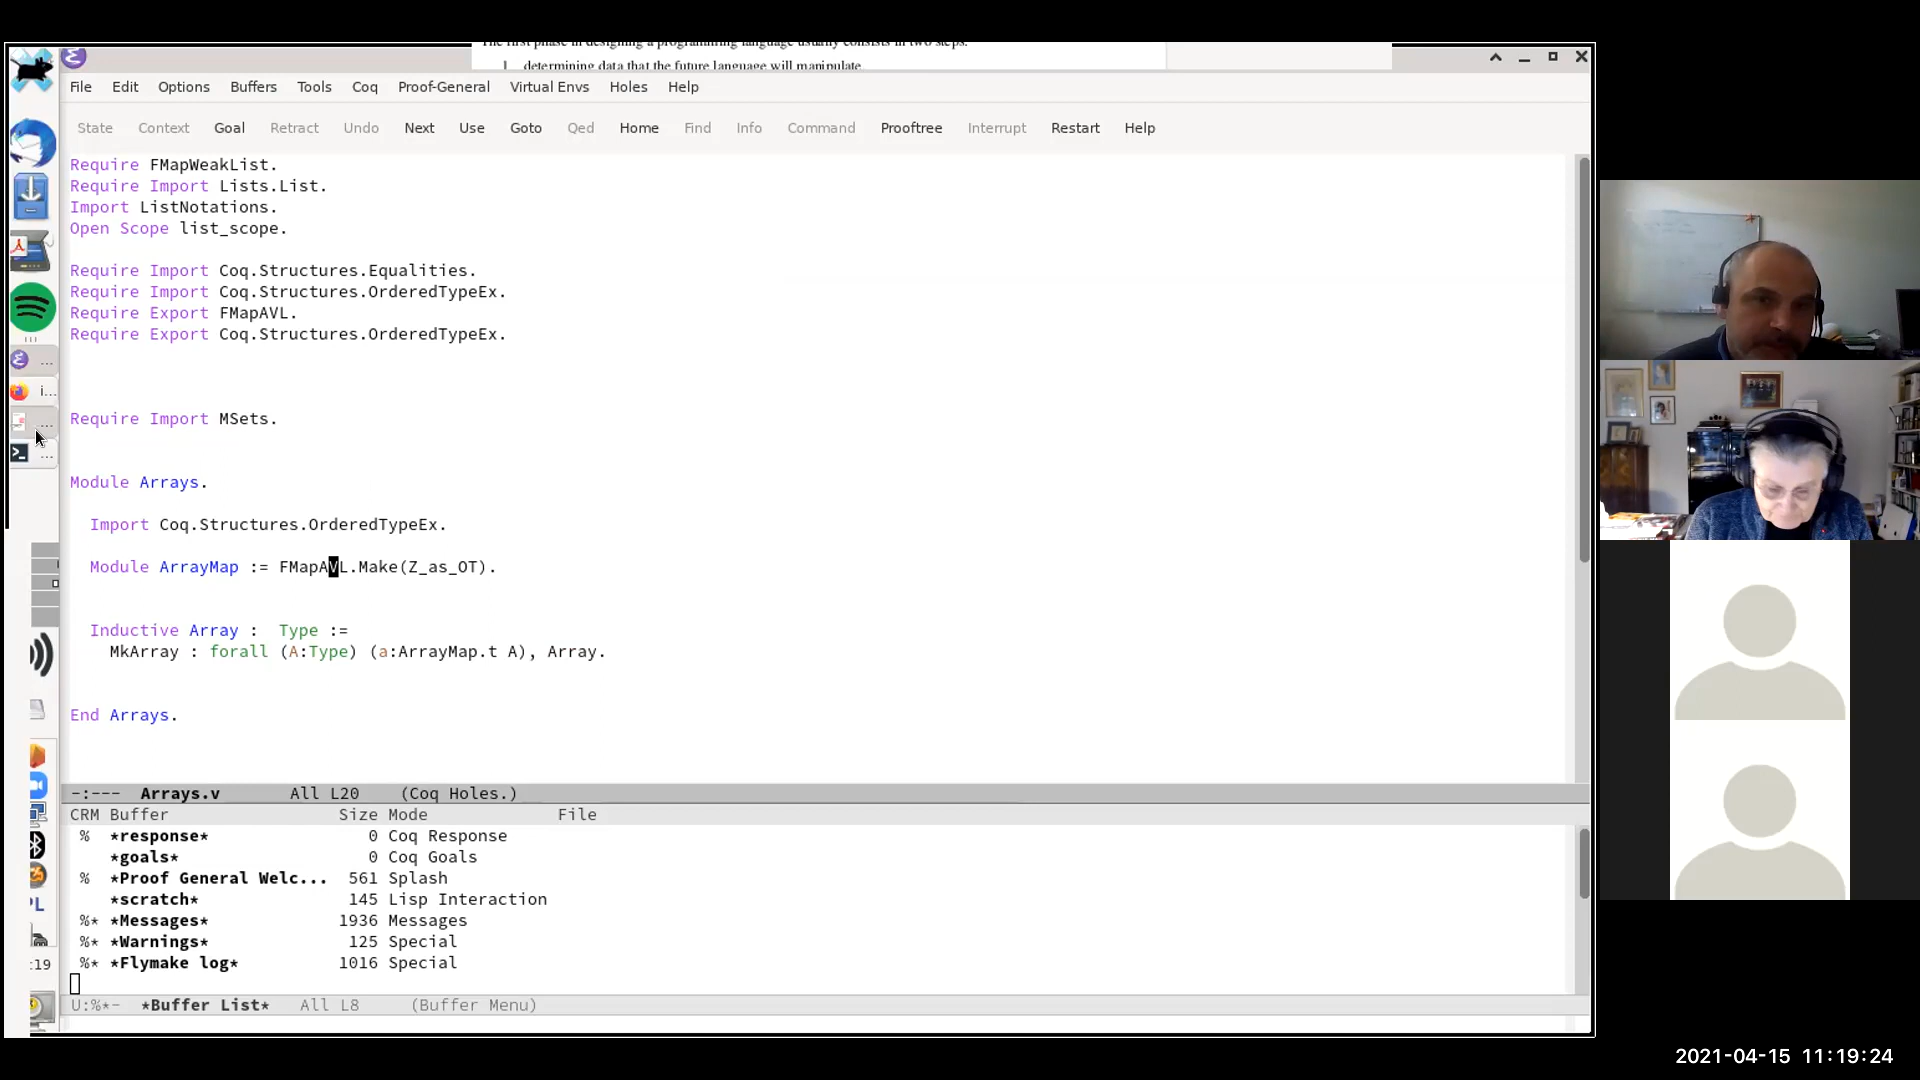 The first phase in designing a programming language usually consists in two steps:
1. determining data that the future language will manipulate
File Edit Options Buffers Tools Coq Proof-General Virtual Envs Holes Help
State Context Goal Retract Undo Next Use Goto Qed Home Find Info Command Prooftree Interrupt Restart Help
Require FMapWeakList.
Require Import Lists.List.
Import ListNotations.
Open Scope list_scope.
Require Import Coq.Structures.Equalities.
Require Import Coq.Structures.OrderedTypeEx.
Require Export FMapAVL.
Require Export Coq.Structures.OrderedTypeEx.
Require Import MSets.
Module Arrays.
Import Coq.Structures.OrderedTypeEx.
Module ArrayMap := FMapAVL.Make(Z_as_OT).
Inductive Array :  Type :=
MkArray : forall (A:Type) (a:ArrayMap.t A), Array.
End Arrays.
-:---  Arrays.v       All L20    (Coq Holes.)
CRM Buffer Size Mode File
%  *response* 0 Coq Response
*goals* 0 Coq Goals
%  *Proof General Welc... 561 Splash
*scratch* 145 Lisp Interaction
%* *Messages* 1936 Messages
%* *Warnings* 125 Special
%* *Flymake log* 1016 Special
U:%*-  *Buffer List*   All L8    (Buffer Menu)
i...
PL
:19
2021-04-15 11:19:24